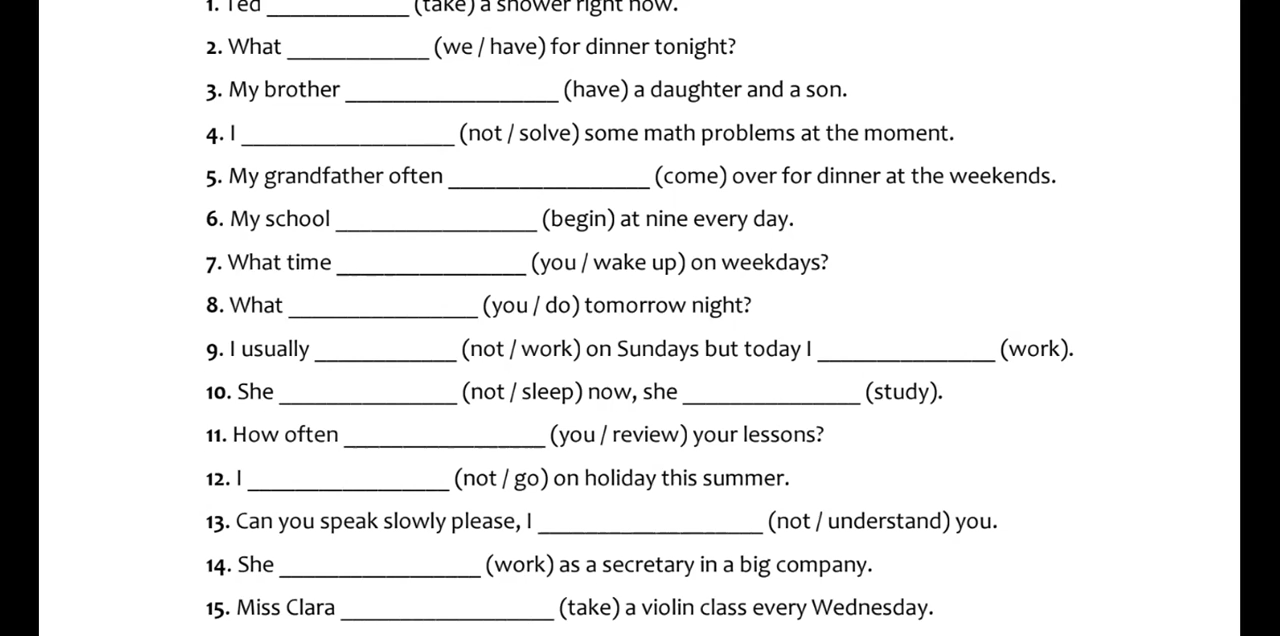 1. Ted ____________ (take) a shower right now.
2. What ____________ (we / have) for dinner tonight?
3. My brother __________________ (have) a daughter and a son.
4. I __________________ (not / solve) some math problems at the moment.
5. My grandfather often _________________ (come) over for dinner at the weekends.
6. My school _________________ (begin) at nine every day.
7. What time ________________ (you / wake up) on weekdays?
8. What ________________ (you / do) tomorrow night?
9. I usually ____________ (not / work) on Sundays but today I _______________ (work).
10. She _______________ (not / sleep) now, she _______________ (study).
11. How often _________________ (you / review) your lessons?
12. I _________________ (not / go) on holiday this summer.
13. Can you speak slowly please, I ___________________ (not / understand) you.
14. She _________________ (work) as a secretary in a big company.
15. Miss Clara __________________ (take) a violin class every Wednesday.